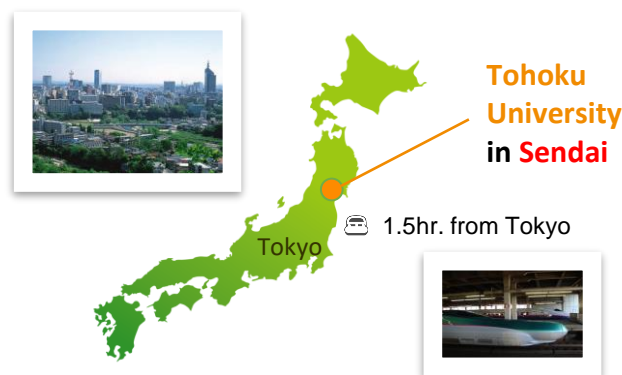 Tohoku
University
in Sendai
1.5hr. from Tokyo
Tokyo